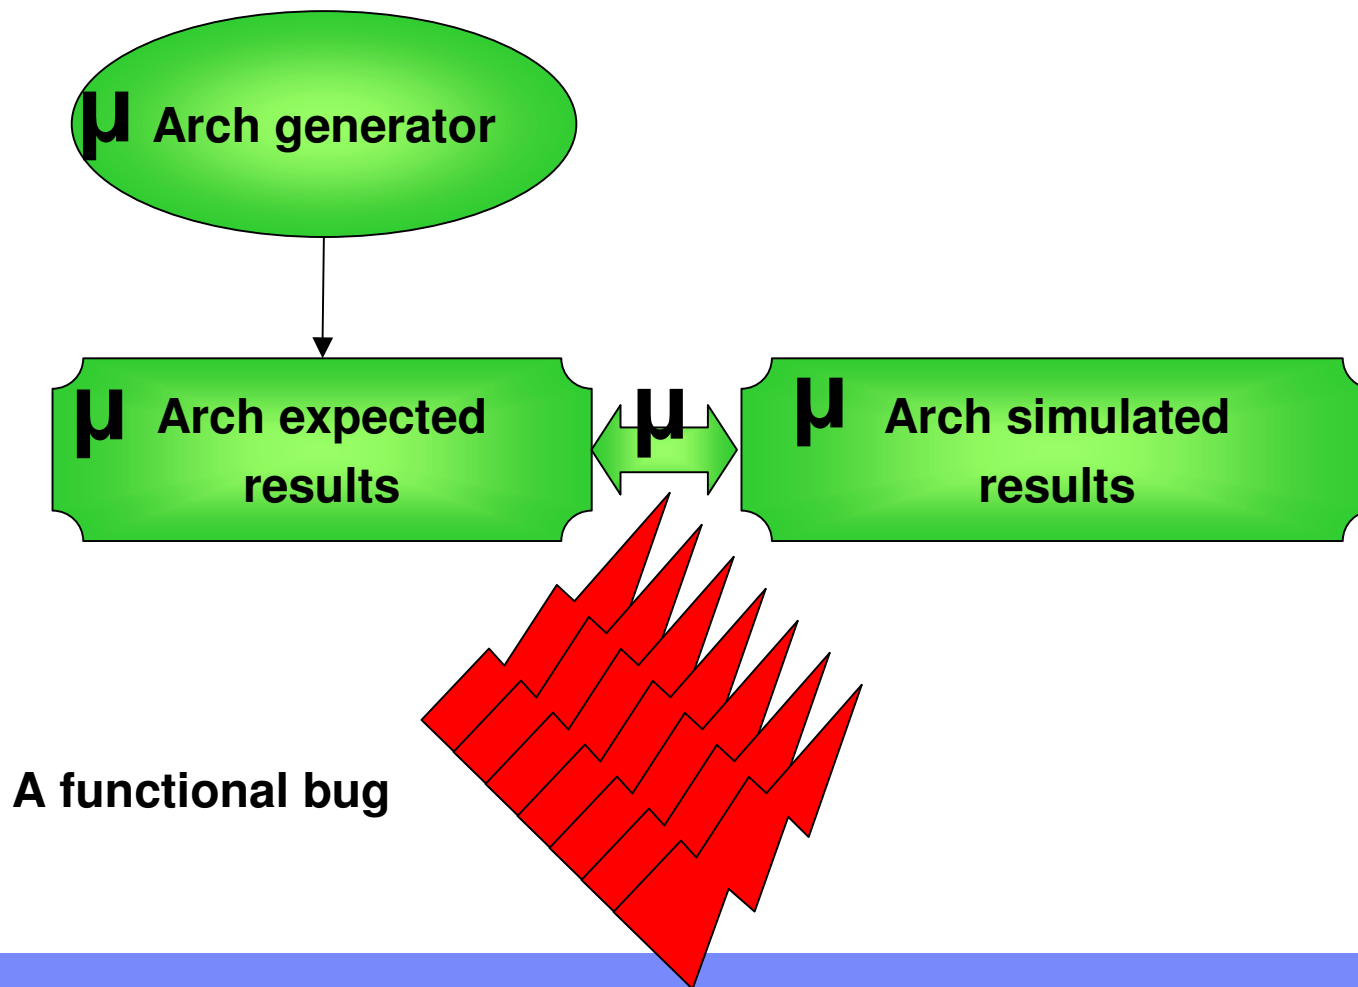 µ Arch generator
µ Arch expected
results
µ
µ Arch simulated
results
A functional bug